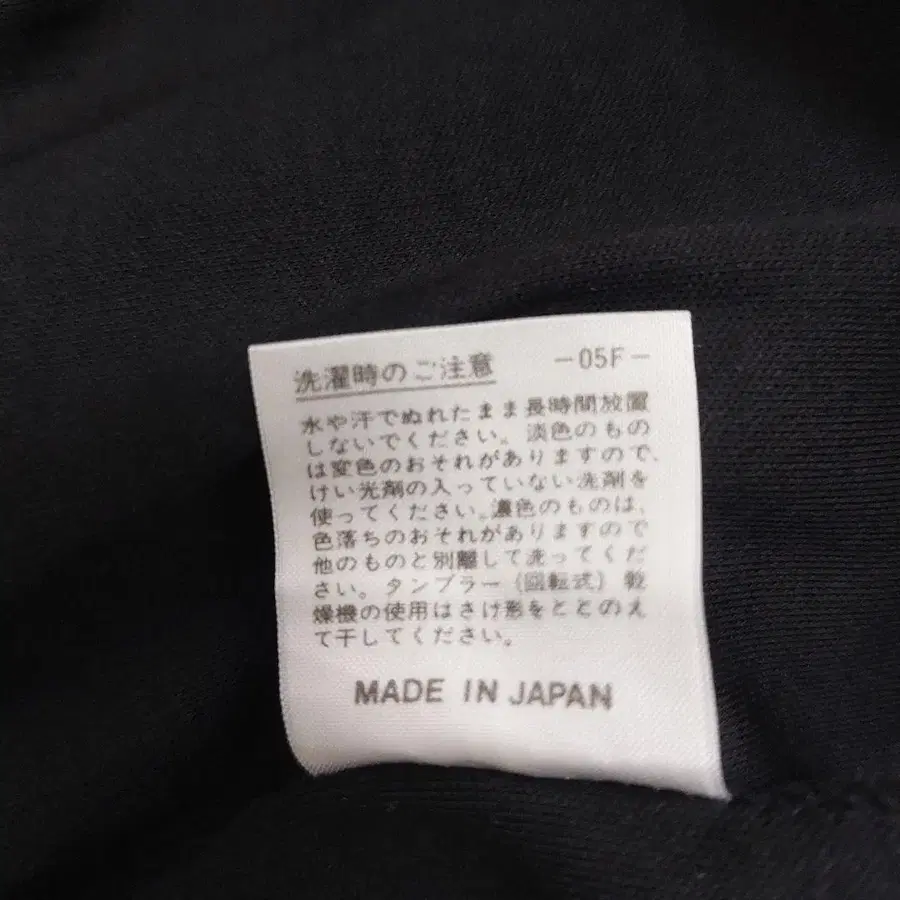 洗濯時のご注意 －05F－
水や汗でぬれたまま長時間放置
しないでください。淡色のもの
は変色のおそれがありますので、
けい光剤の入っていない洗剤を
使ってください。濃色のものは、
色落ちのおそれがありますので
他のものと別離して洗ってくだ
さい。タンブラー（回転式）乾
燥機の使用はさけ形をととのえ
て干してください。
MADE IN JAPAN